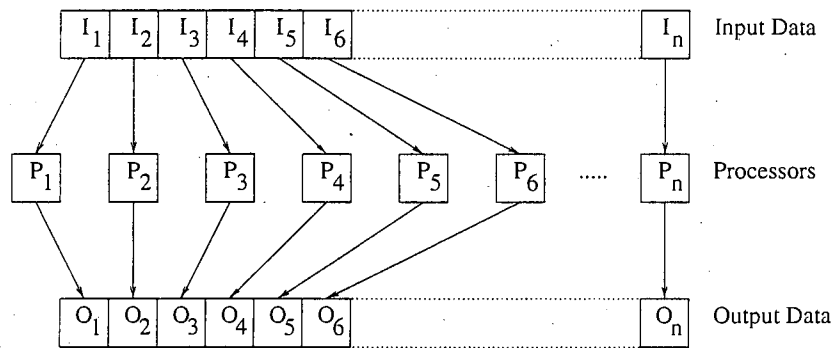 I1 I2 I3 I4 I5 I6 In Input Data
P1 P2 P3 P4 P5 P6 ..... Pn Processors
O1 O2 O3 O4 O5 O6 On Output Data